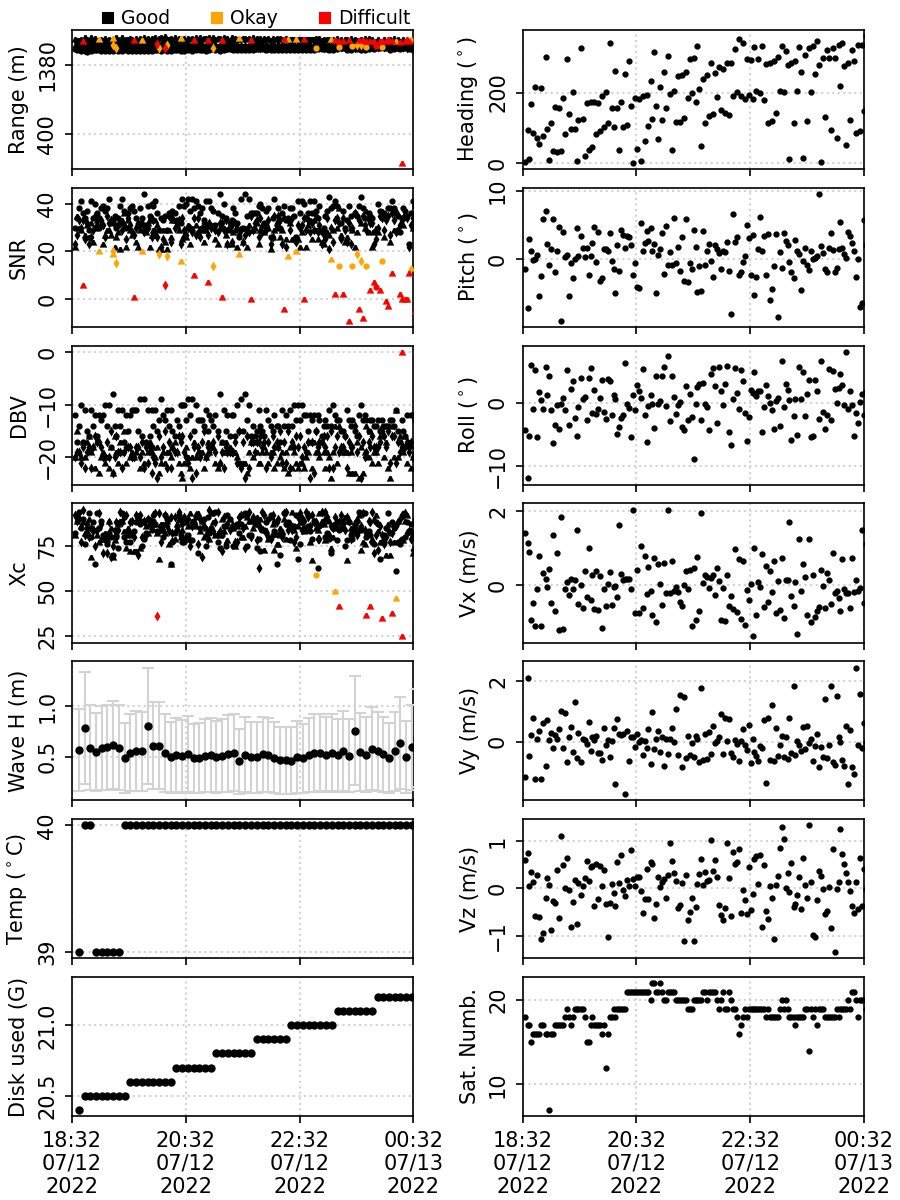 Good Okay Difficult
Range (m)
1380
400
Heading (°)
200
0
SNR
40
20
0
Pitch (°)
10
0
DBV
0
−10
−20
Roll (°)
0
−10
Xc
75
50
25
Vx (m/s)
2
0
Wave H (m)
1.0
0.5
Vy (m/s)
2
0
Temp (°C)
40
39
Vz (m/s)
1
0
−1
Disk used (G)
21.0
20.5
Sat. Numb.
20
10
18:32 20:32 22:32 00:32 18:32 20:32 22:32 00:32
07/12 07/12 07/12 07/13 07/12 07/12 07/12 07/13
2022 2022 2022 2022 2022 2022 2022 2022